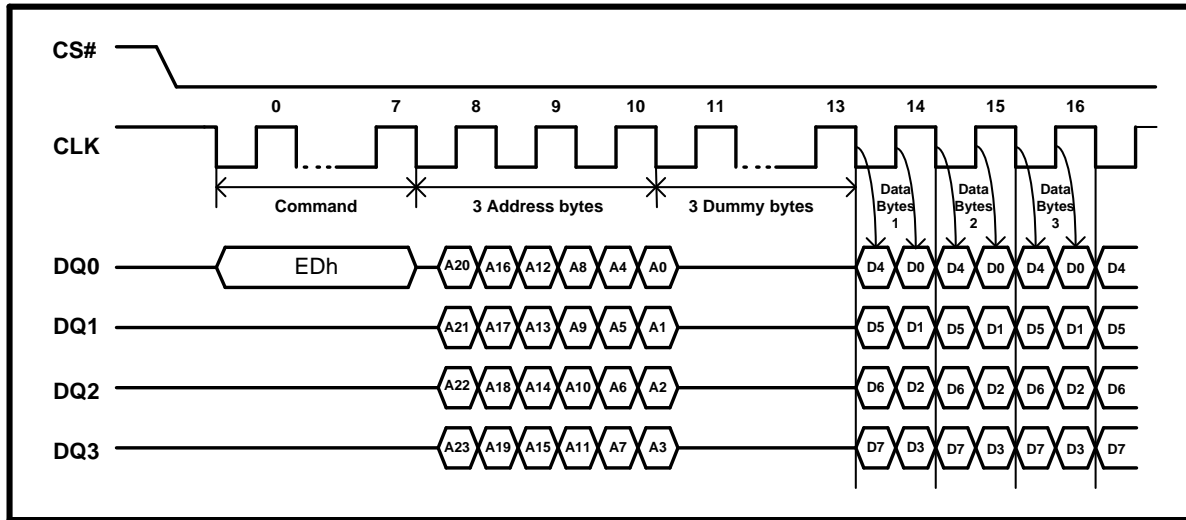 CS#
0 7 8 9 10 11 13 14 15 16
CLK
Command 3 Address bytes 3 Dummy bytes
Data Bytes 1
Data Bytes 2
Data Bytes 3
DQ0 EDh A20 A16 A12 A8 A4 A0 D4 D0 D4 D0 D4 D0 D4
DQ1 A21 A17 A13 A9 A5 A1 D5 D1 D5 D1 D5 D1 D5
DQ2 A22 A18 A14 A10 A6 A2 D6 D2 D6 D2 D6 D2 D6
DQ3 A23 A19 A15 A11 A7 A3 D7 D3 D7 D3 D7 D3 D7